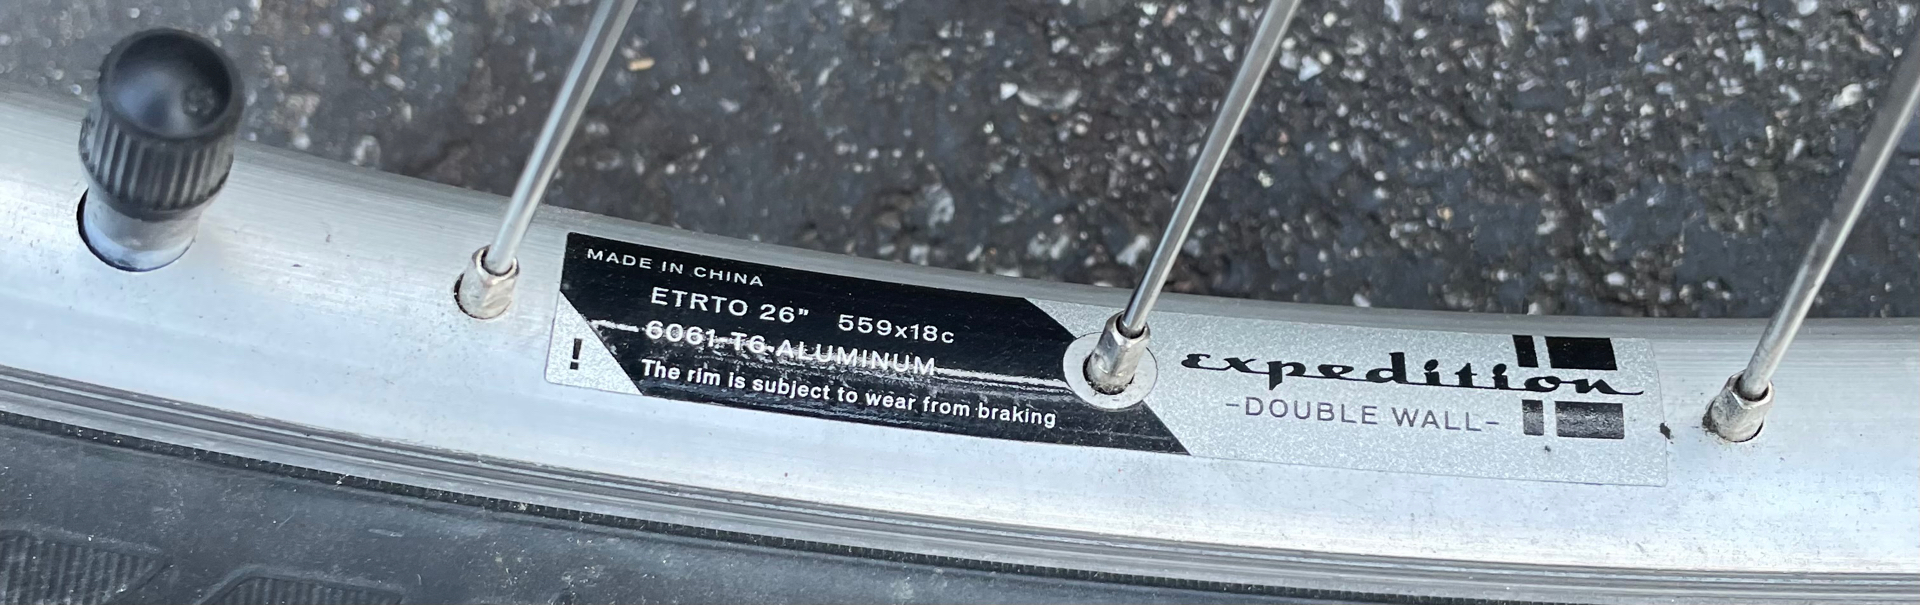 MADE IN CHINA
ETRTO 26" 559x18c
6061-T6 ALUMINUM
! The rim is subject to wear from braking
expedition
-DOUBLE WALL-